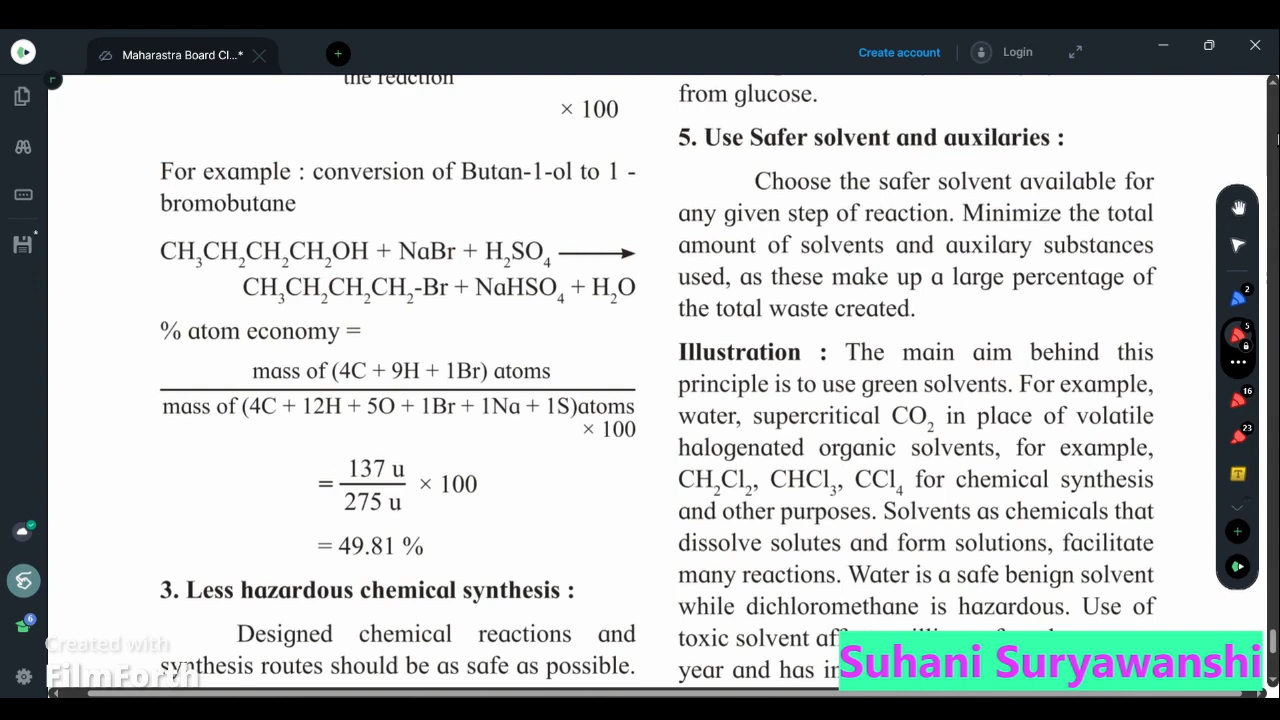 Maharastra Board Cl...*
Create account
Login
the reaction
× 100
For example : conversion of Butan-1-ol to 1 -
bromobutane
CH₃CH₂CH₂CH₂OH + NaBr + H₂SO₄ ⟶
CH₃CH₂CH₂CH₂-Br + NaHSO₄ + H₂O
% atom economy =
mass of (4C + 9H + 1Br) atoms
mass of (4C + 12H + 5O + 1Br + 1Na + 1S)atoms
× 100
= 137 u
275 u × 100
= 49.81 %
3. Less hazardous chemical synthesis :
Designed chemical reactions and
synthesis routes should be as safe as possible.
from glucose.
5. Use Safer solvent and auxilaries :
Choose the safer solvent available for
any given step of reaction. Minimize the total
amount of solvents and auxilary substances
used, as these make up a large percentage of
the total waste created.
Illustration : The main aim behind this
principle is to use green solvents. For example,
water, supercritical CO₂ in place of volatile
halogenated organic solvents, for example,
CH₂Cl₂, CHCl₃, CCl₄ for chemical synthesis
and other purposes. Solvents as chemicals that
dissolve solutes and form solutions, facilitate
many reactions. Water is a safe benign solvent
while dichloromethane is hazardous. Use of
toxic solvent
year and has
Suhani Suryawanshi
Created with
FilmForth
2
5
16
23
T
6